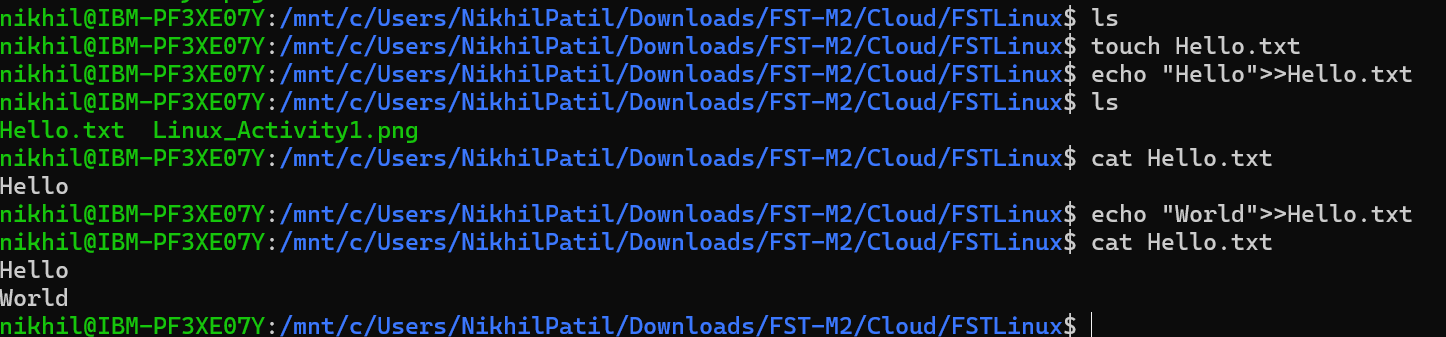 nikhil@IBM-PF3XE07Y:/mnt/c/Users/NikhilPatil/Downloads/FST-M2/Cloud/FSTLinux$ ls
nikhil@IBM-PF3XE07Y:/mnt/c/Users/NikhilPatil/Downloads/FST-M2/Cloud/FSTLinux$ touch Hello.txt
nikhil@IBM-PF3XE07Y:/mnt/c/Users/NikhilPatil/Downloads/FST-M2/Cloud/FSTLinux$ echo "Hello">>Hello.txt
nikhil@IBM-PF3XE07Y:/mnt/c/Users/NikhilPatil/Downloads/FST-M2/Cloud/FSTLinux$ ls
Hello.txt  Linux_Activity1.png
nikhil@IBM-PF3XE07Y:/mnt/c/Users/NikhilPatil/Downloads/FST-M2/Cloud/FSTLinux$ cat Hello.txt
Hello
nikhil@IBM-PF3XE07Y:/mnt/c/Users/NikhilPatil/Downloads/FST-M2/Cloud/FSTLinux$ echo "World">>Hello.txt
nikhil@IBM-PF3XE07Y:/mnt/c/Users/NikhilPatil/Downloads/FST-M2/Cloud/FSTLinux$ cat Hello.txt
Hello
World
nikhil@IBM-PF3XE07Y:/mnt/c/Users/NikhilPatil/Downloads/FST-M2/Cloud/FSTLinux$